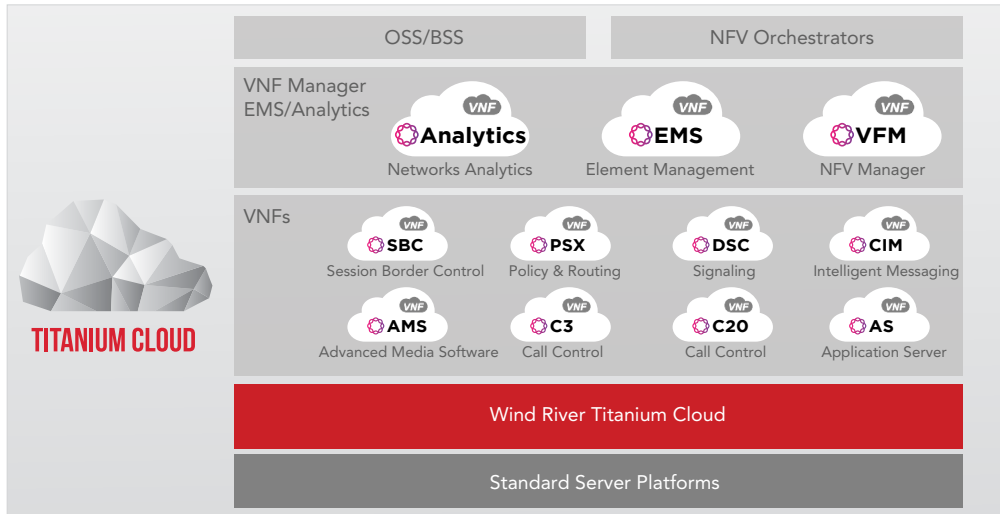 OSS/BSS
NFV Orchestrators
VNF Manager
EMS/Analytics
VNF
Analytics
Networks Analytics
VNF
EMS
Element Management
VNF
VFM
NFV Manager
VNFs
VNF
SBC
Session Border Control
VNF
PSX
Policy & Routing
VNF
DSC
Signaling
VNF
CIM
Intelligent Messaging
VNF
AMS
Advanced Media Software
VNF
C3
Call Control
VNF
C20
Call Control
VNF
AS
Application Server
TITANIUM CLOUD
Wind River Titanium Cloud
Standard Server Platforms